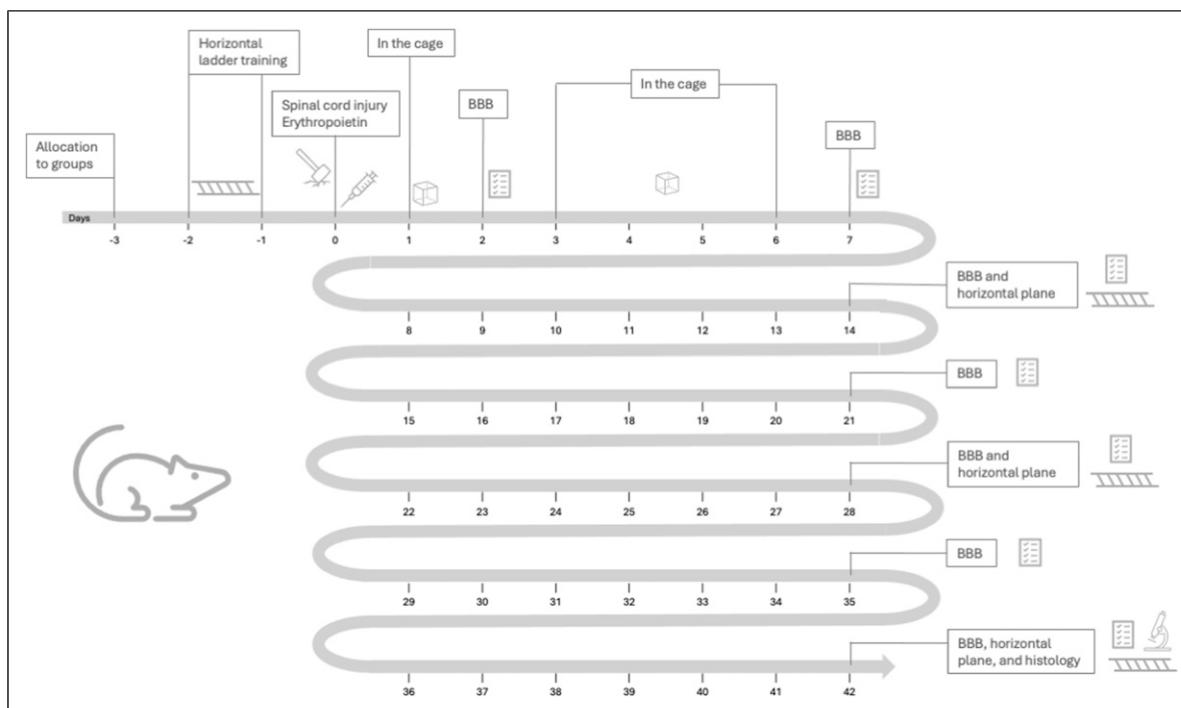 Horizontal
ladder training
In the cage
Spinal cord injury
Erythropoietin
BBB
In the cage
BBB
Allocation
to groups
Days
-3 -2 -1 0 1 2 3 4 5 6 7
BBB and
horizontal plane
8 9 10 11 12 13 14
BBB
15 16 17 18 19 20 21
BBB and
horizontal plane
22 23 24 25 26 27 28
BBB
29 30 31 32 33 34 35
BBB, horizontal
plane, and histology
36 37 38 39 40 41 42